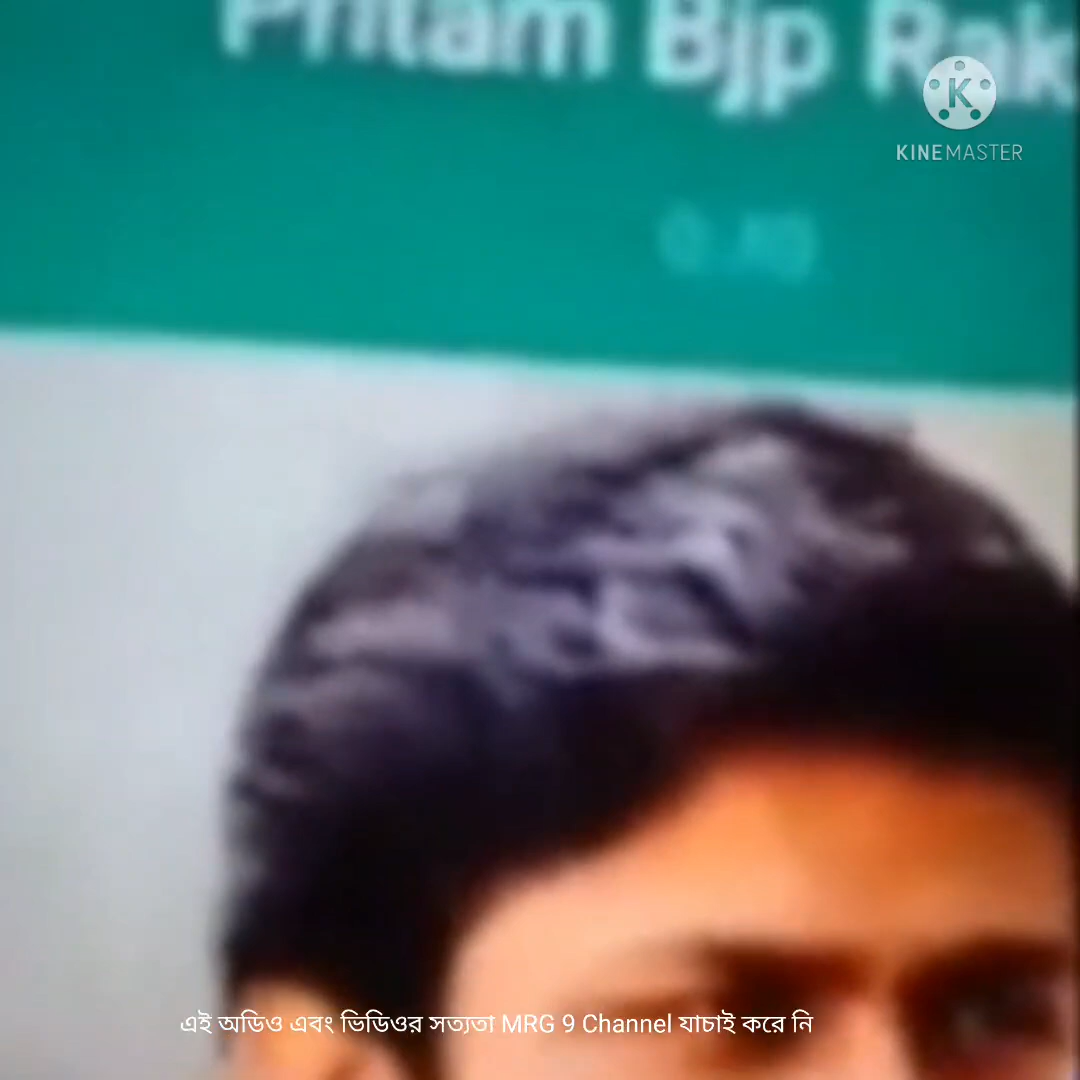 Pritam Bjp Rak
KINEMASTER
এই অডিও এবং ভিডিওর সত্যতা MRG 9 Channel যাচাই করে নি